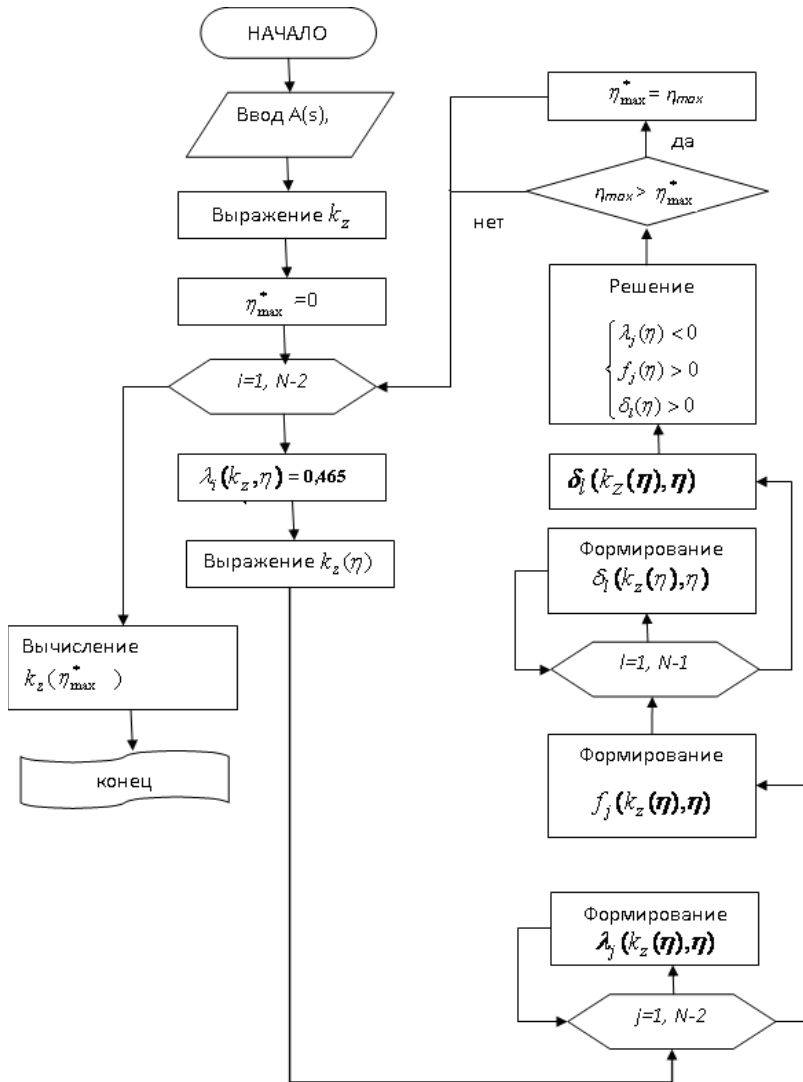 НАЧАЛО
Ввод A(s),
Выражение k_z
η*_max =0
i=1, N-2
λ_i(k_z,η) = 0,465
Выражение k_z(η)
Вычисление
k_z(η*_max )
конец
η*_max = η_max
да
η_max > η*_max
нет
Решение
λ_j(η) < 0
f_j(η) > 0
δ_l(η) > 0
δ_l(k_Z(η),η)
Формирование
δ_l(k_z(η),η)
l=1, N-1
Формирование
f_j(k_z(η),η)
Формирование
λ_j(k_z(η),η)
j=1, N-2